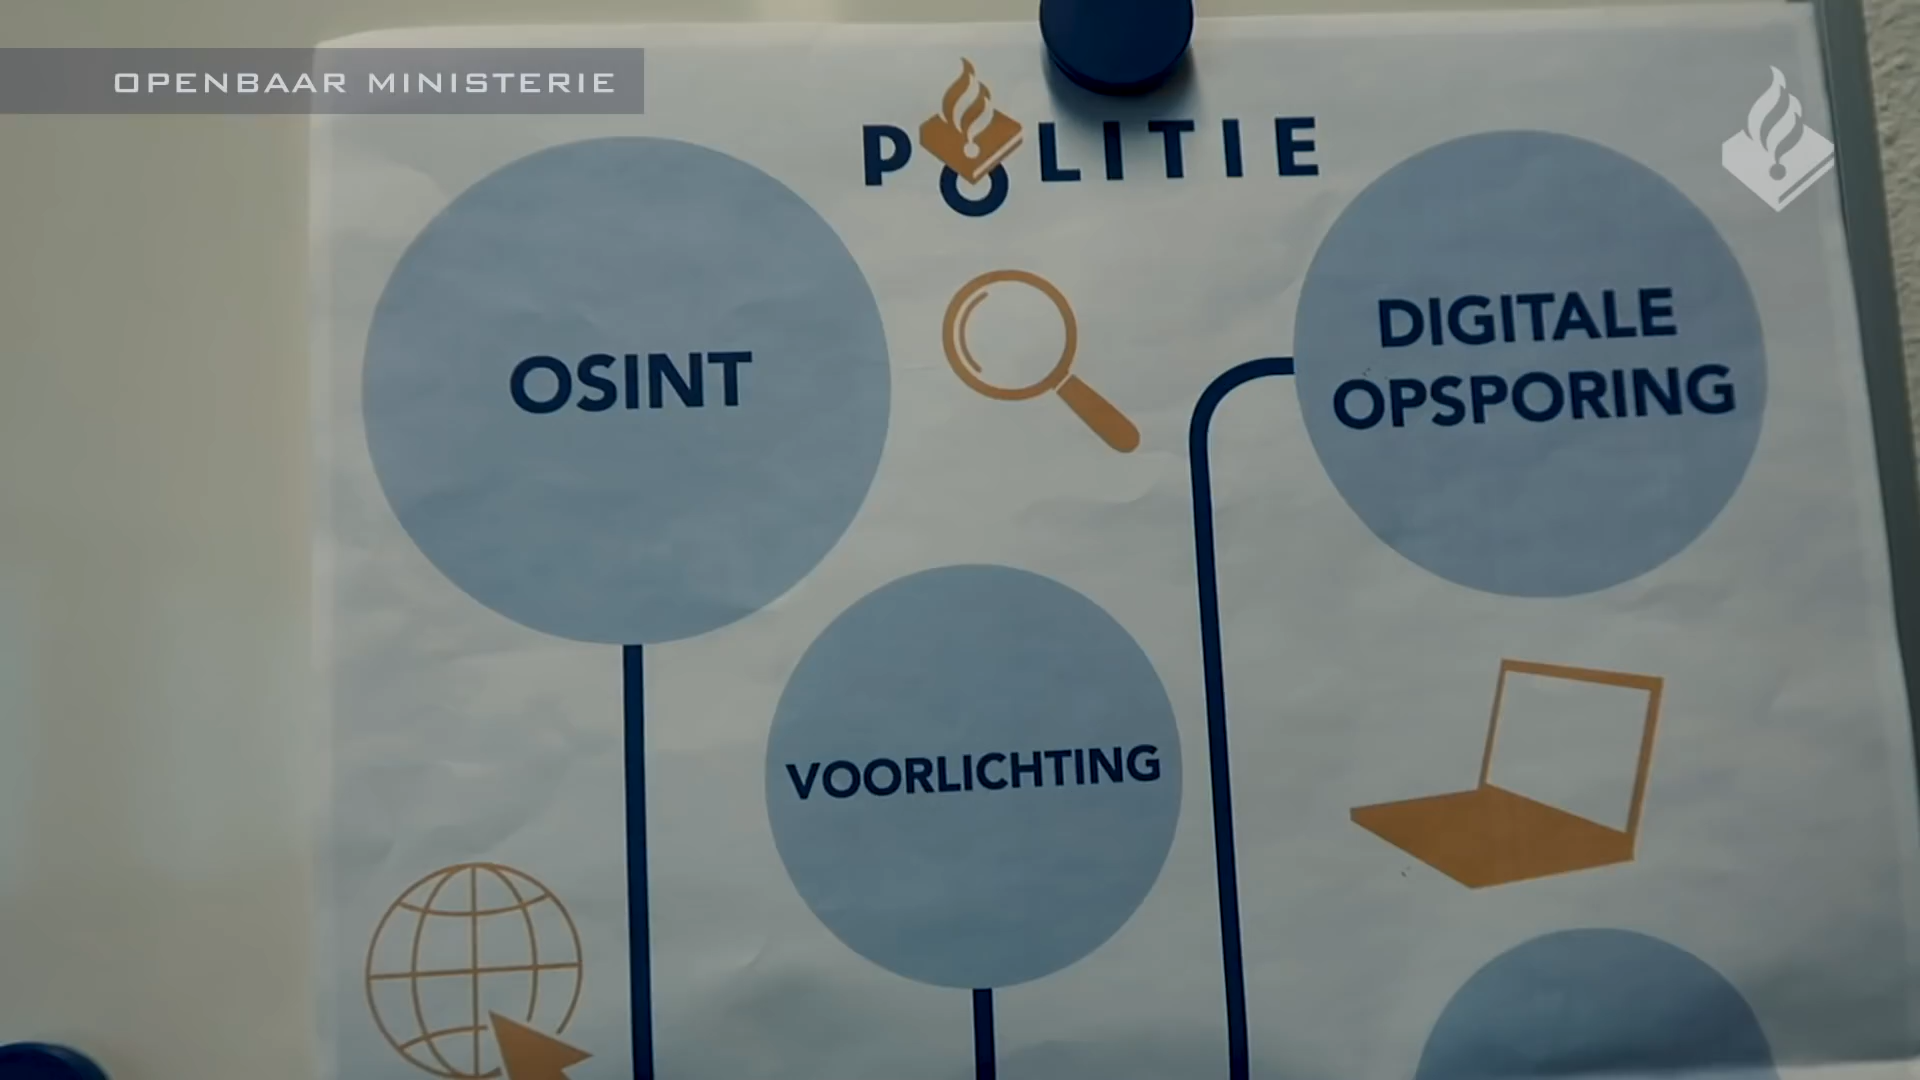 OPENBAAR MINISTERIE
POLITIE
OSINT
DIGITALE
OPSPORING
VOORLICHTING